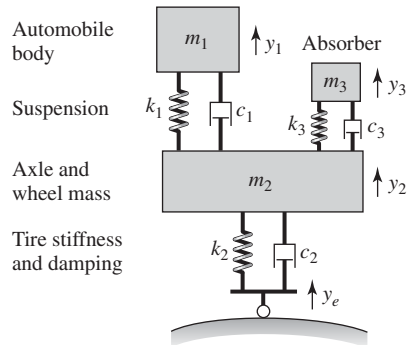 Automobile
body
m₁
y₁
Absorber
m₃
y₃
Suspension
k₁
c₁
k₃
c₃
Axle and
wheel mass
m₂
y₂
Tire stiffness
and damping
k₂
c₂
yₑ